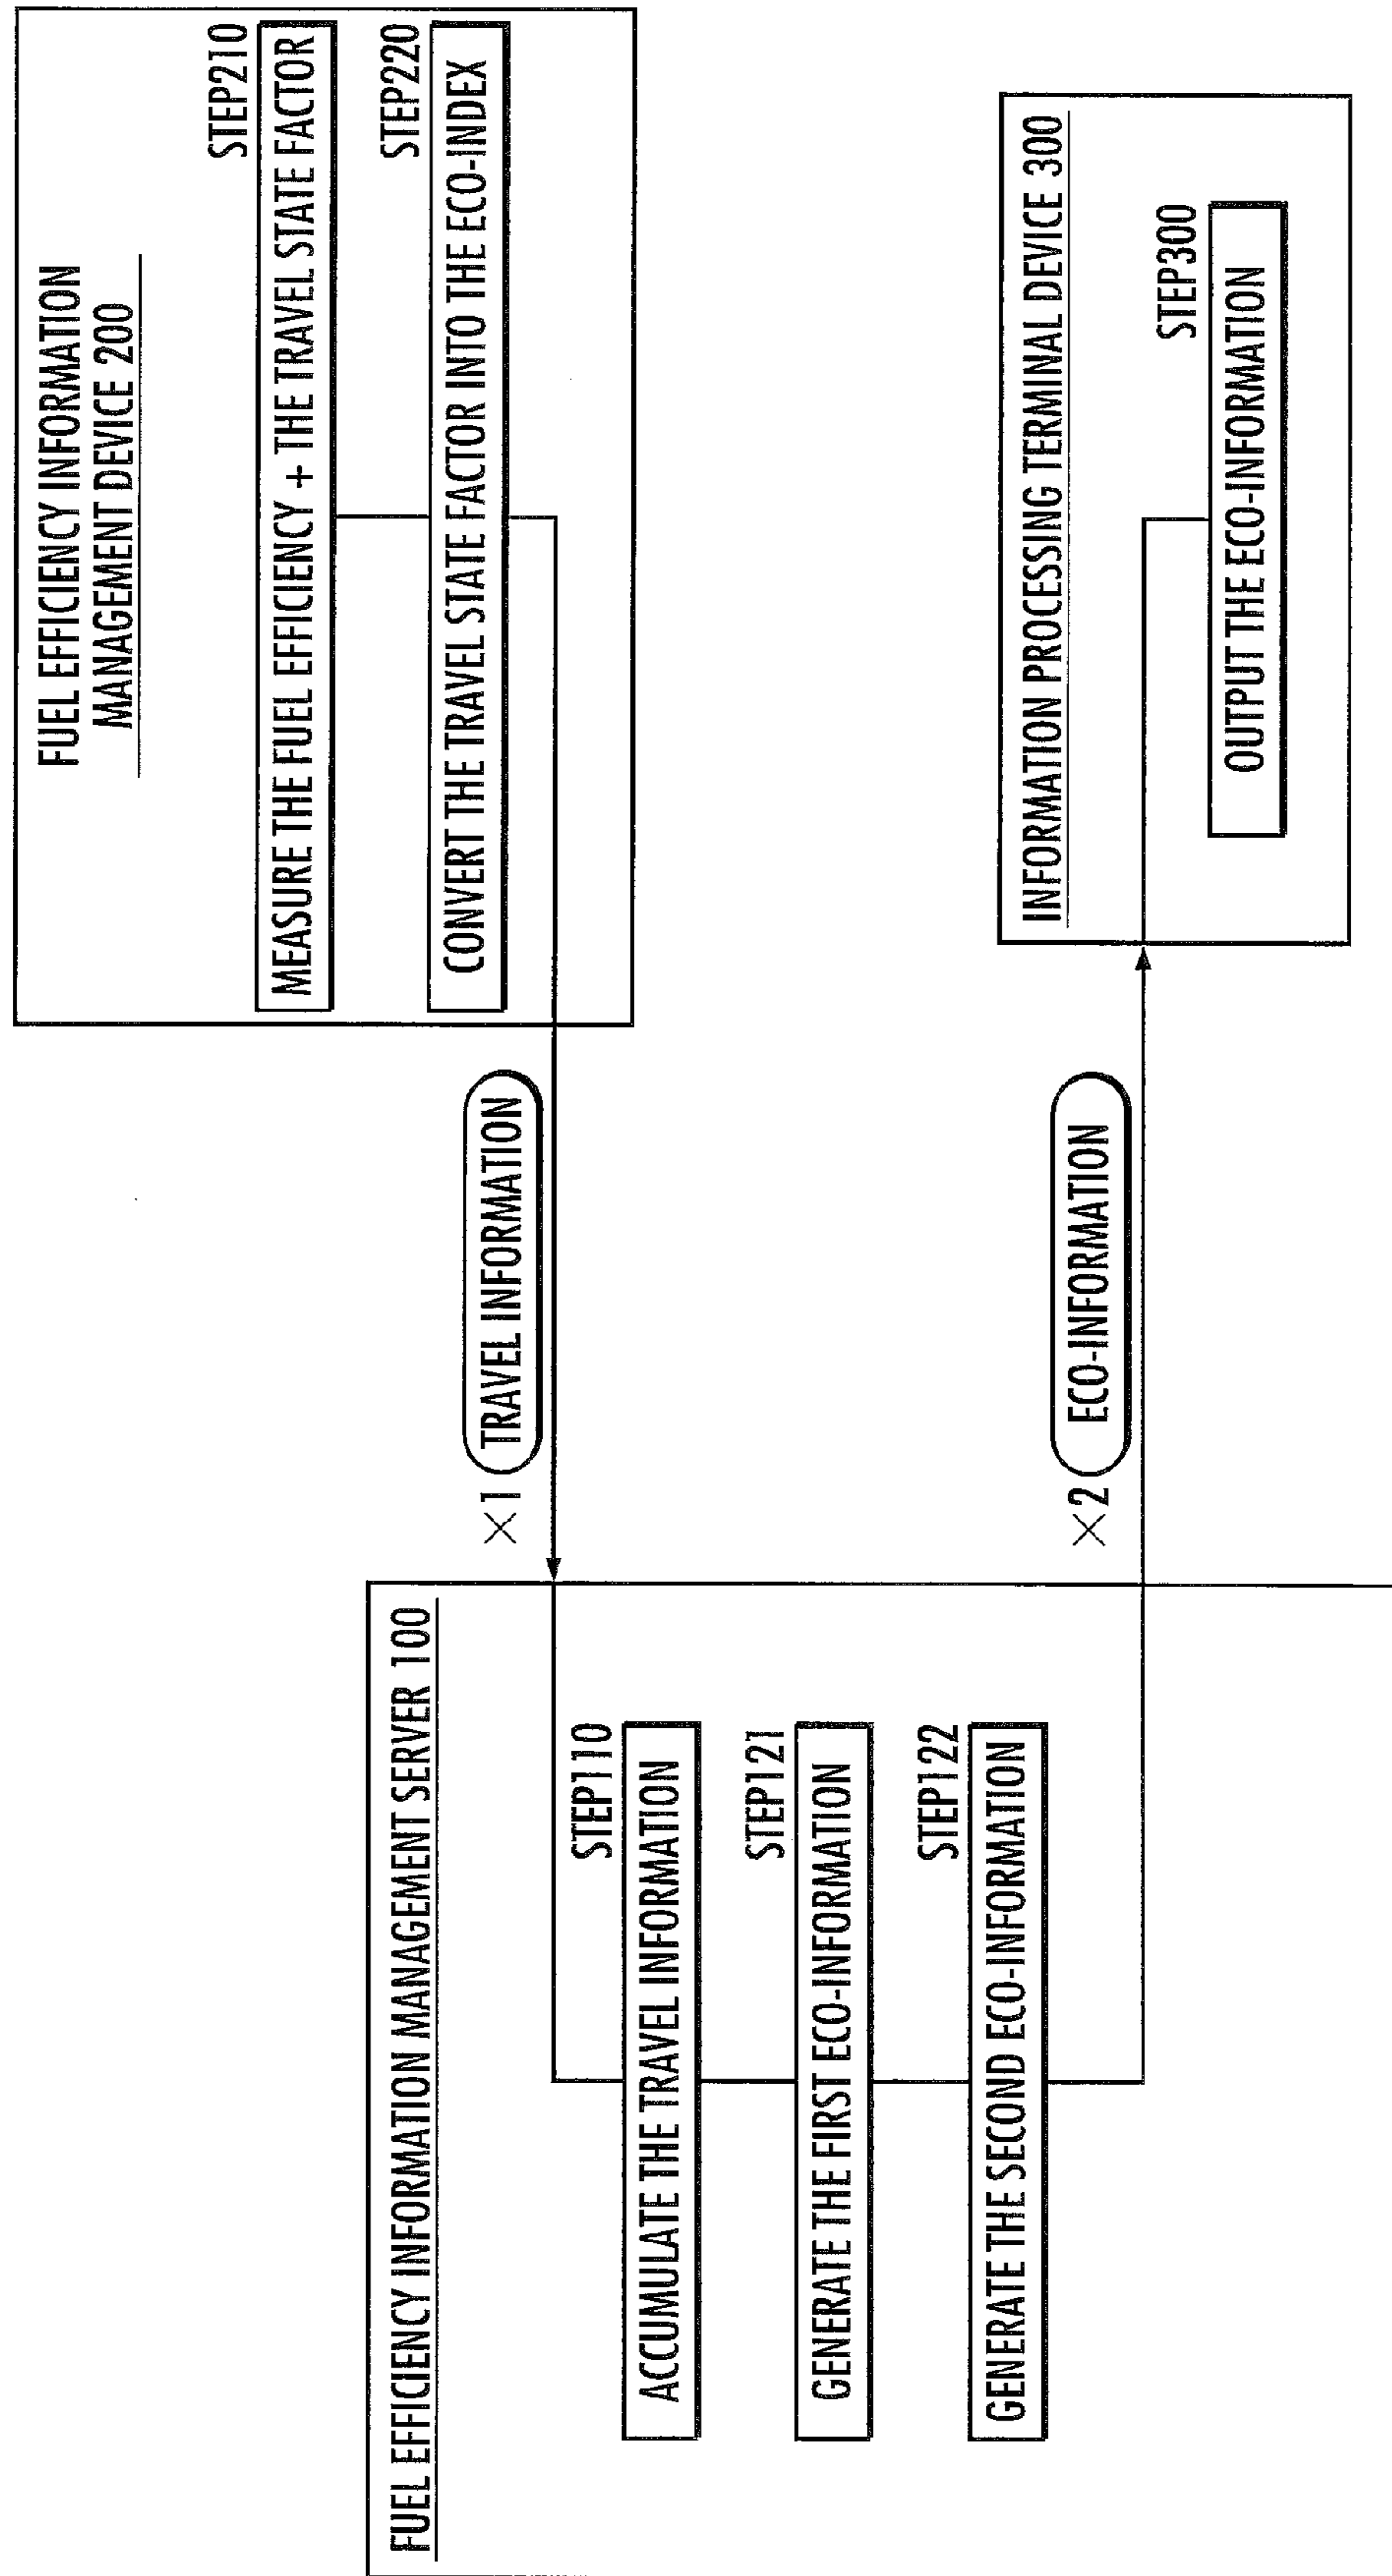 FUEL EFFICIENCY INFORMATION
MANAGEMENT DEVICE 200
STEP210
MEASURE THE FUEL EFFICIENCY + THE TRAVEL STATE FACTOR
STEP220
CONVERT THE TRAVEL STATE FACTOR INTO THE ECO-INDEX
×1 TRAVEL INFORMATION
FUEL EFFICIENCY INFORMATION MANAGEMENT SERVER 100
STEP110
ACCUMULATE THE TRAVEL INFORMATION
STEP121
GENERATE THE FIRST ECO-INFORMATION
STEP122
GENERATE THE SECOND ECO-INFORMATION
×2 ECO-INFORMATION
INFORMATION PROCESSING TERMINAL DEVICE 300
STEP300
OUTPUT THE ECO-INFORMATION